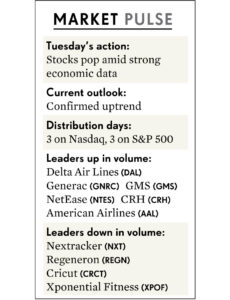 MARKET PULSE
Tuesday's action:
Stocks pop amid strong
economic data
Current outlook:
Confirmed uptrend
Distribution days:
3 on Nasdaq, 3 on S&P 500
Leaders up in volume:
Delta Air Lines (DAL)
Generac (GNRC) GMS (GMS)
NetEase (NTES) CRH (CRH)
American Airlines (AAL)
Leaders down in volume:
Nextracker (NXT)
Regeneron (REGN)
Cricut (CRCT)
Xponential Fitness (XPOF)